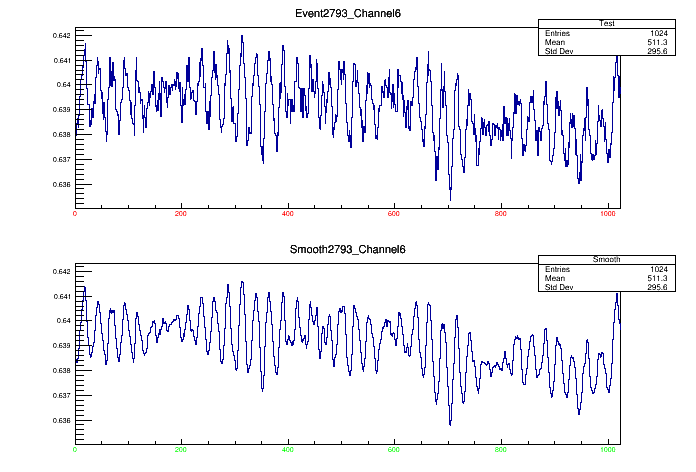 Event2793_Channel6
Test
Entries 1024
Mean 511.3
Std Dev 295.6
0.642
0.641
0.64
0.639
0.638
0.637
0.636
0 200 400 600 800 1000
Smooth2793_Channel6
Smooth
Entries 1024
Mean 511.3
Std Dev 295.6
0.642
0.641
0.64
0.639
0.638
0.637
0.636
0 200 400 600 800 1000